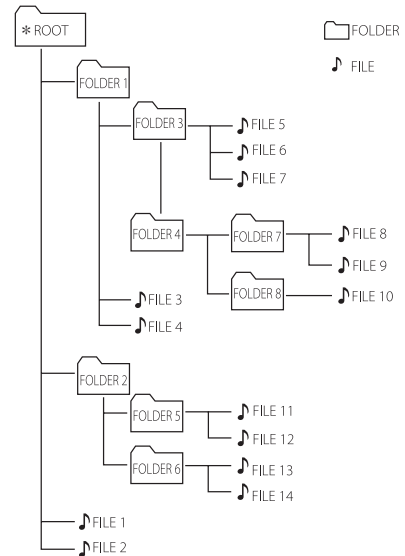 * ROOT
FOLDER
FILE
FOLDER 1
FOLDER 3
FILE 5
FILE 6
FILE 7
FOLDER 4
FOLDER 7
FILE 8
FILE 9
FOLDER 8
FILE 10
FILE 3
FILE 4
FOLDER 2
FOLDER 5
FILE 11
FILE 12
FOLDER 6
FILE 13
FILE 14
FILE 1
FILE 2